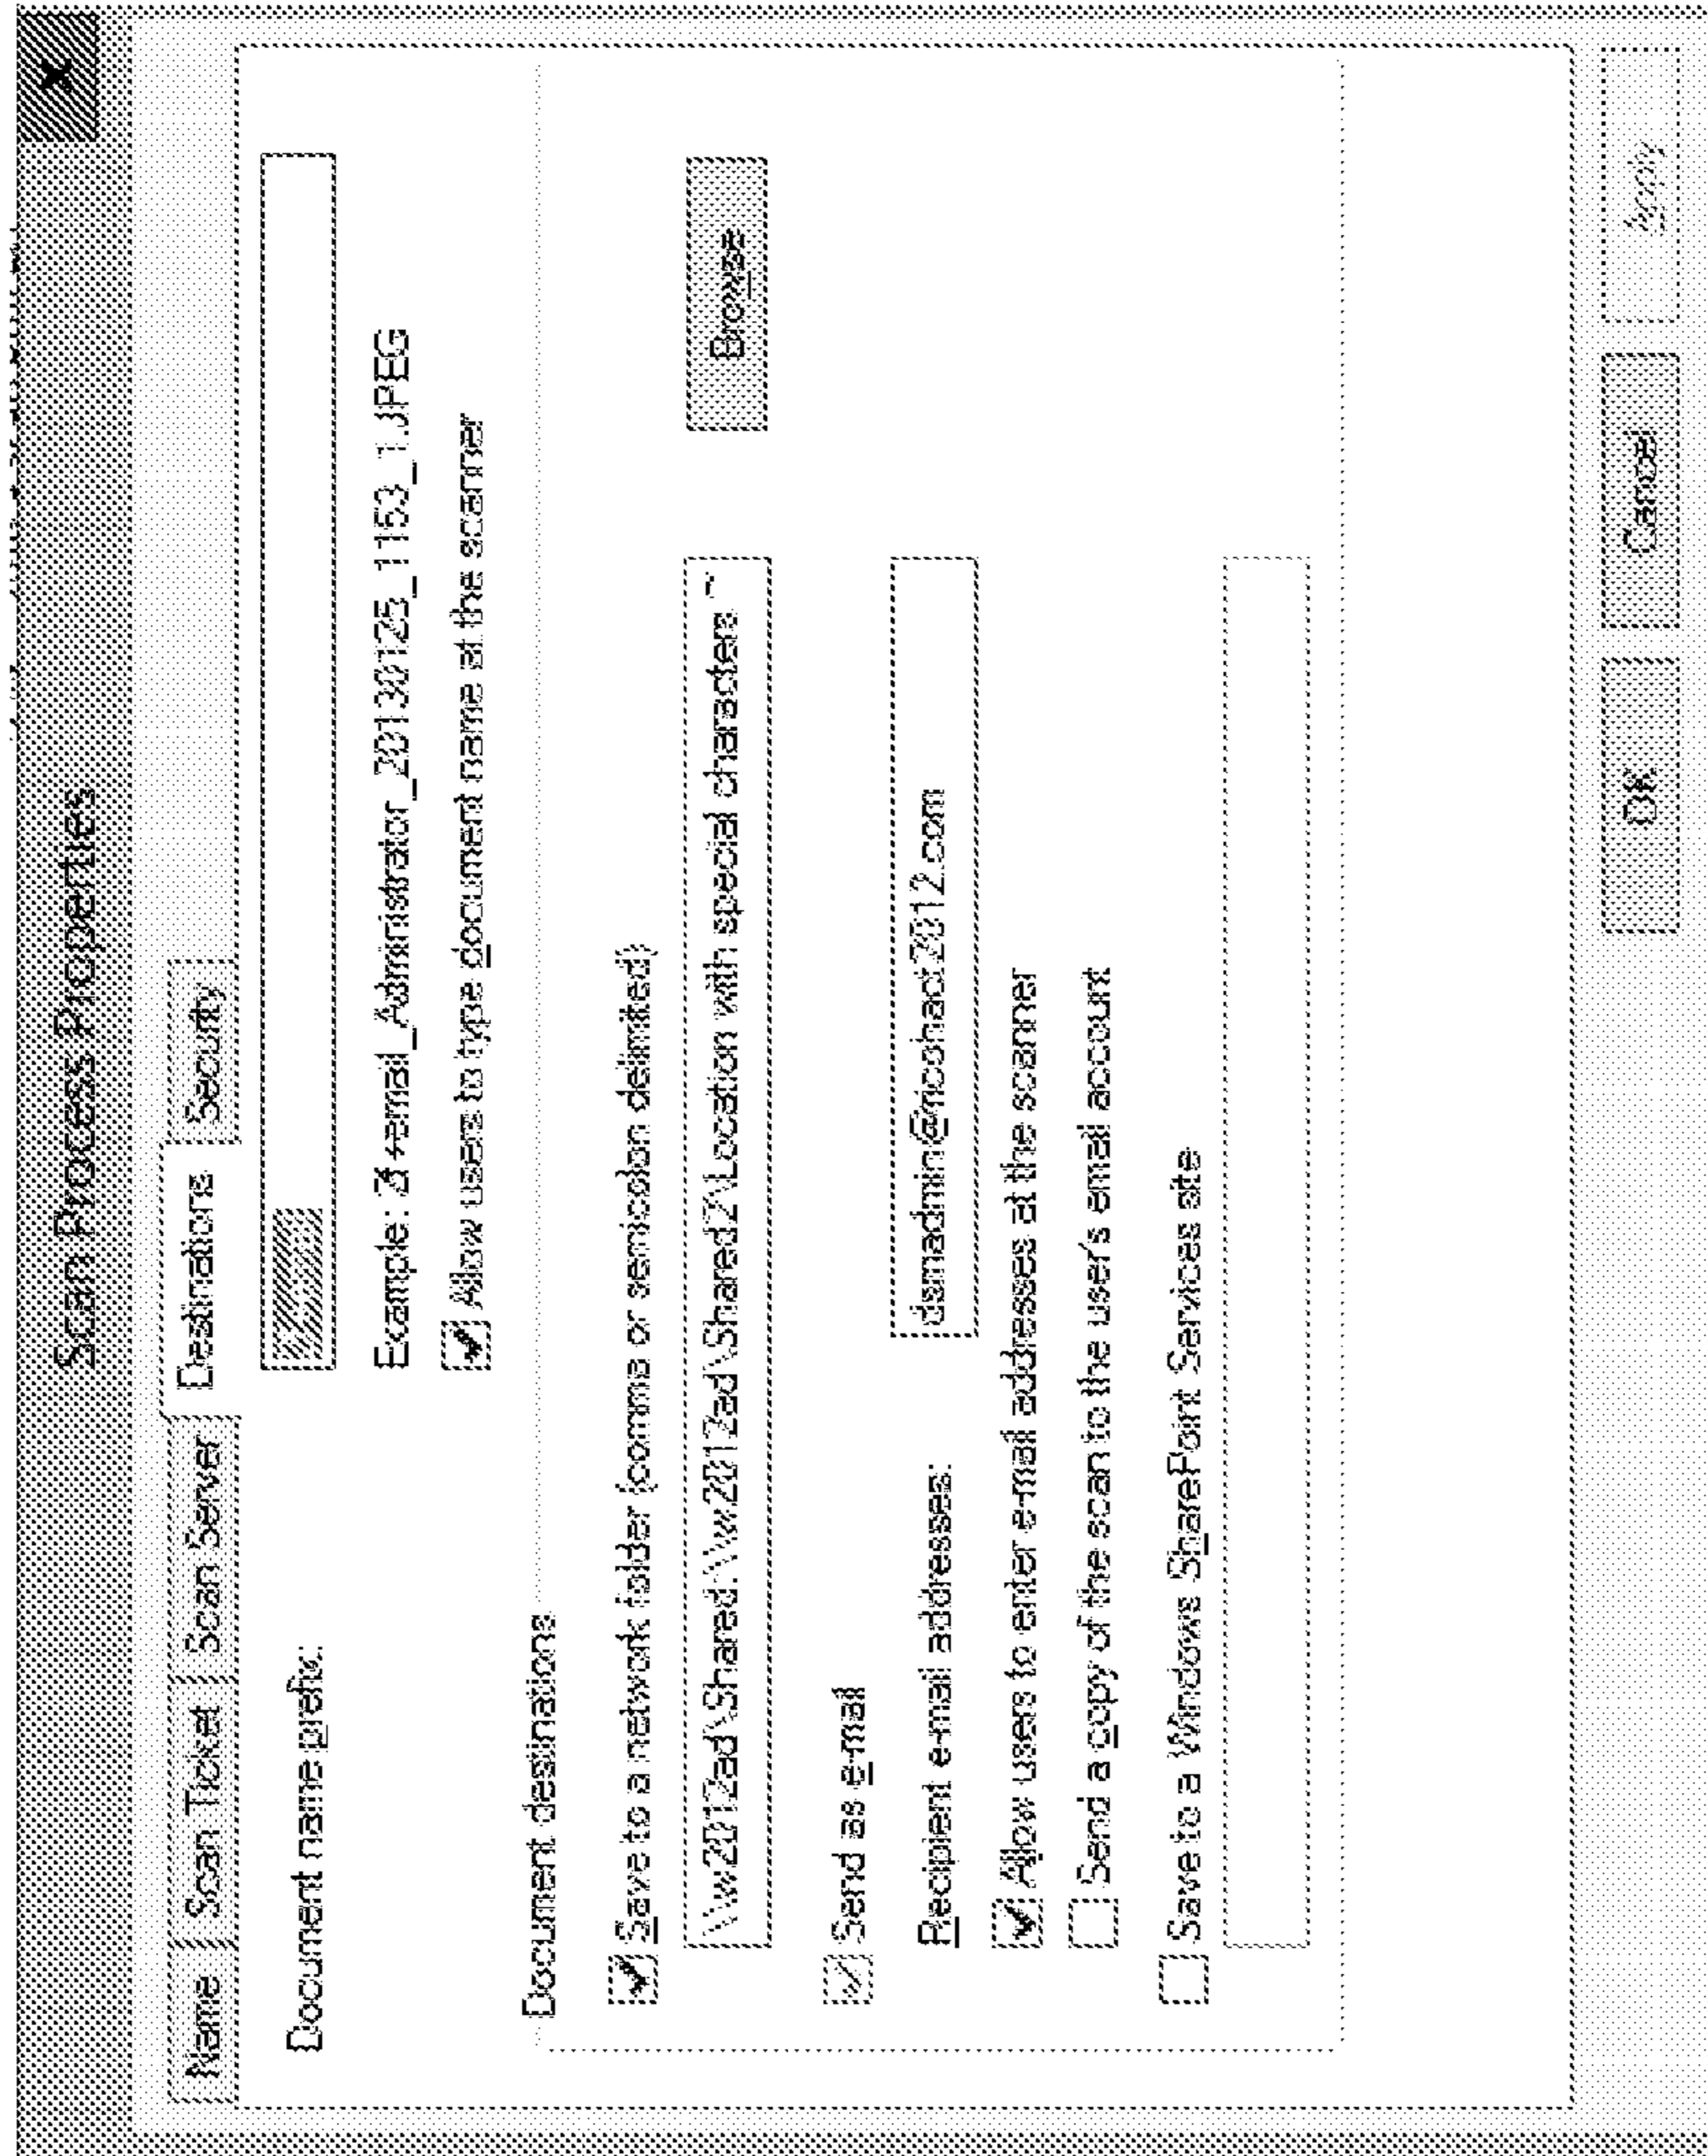 Scan Process Properties
x
Name
Scan Ticket
Scan Server
Destinations
Security
Document name prefix:
Example: _Administrator_20130125_1153_1.JPEG
Allow users to type document name at the scanner
Document destinations
Save to a network folder (comma or semicolon delimited)
\\w2012ad\Shared;\\w2012ad\Shared2\Location with special characters ~
Browse
Send as e-mail
Recipient e-mail addresses:
Allow users to enter e-mail addresses at the scanner
Send a copy of the scan to the user's email account
Save to a Windows SharePoint Services site
OK
Cancel
Apply